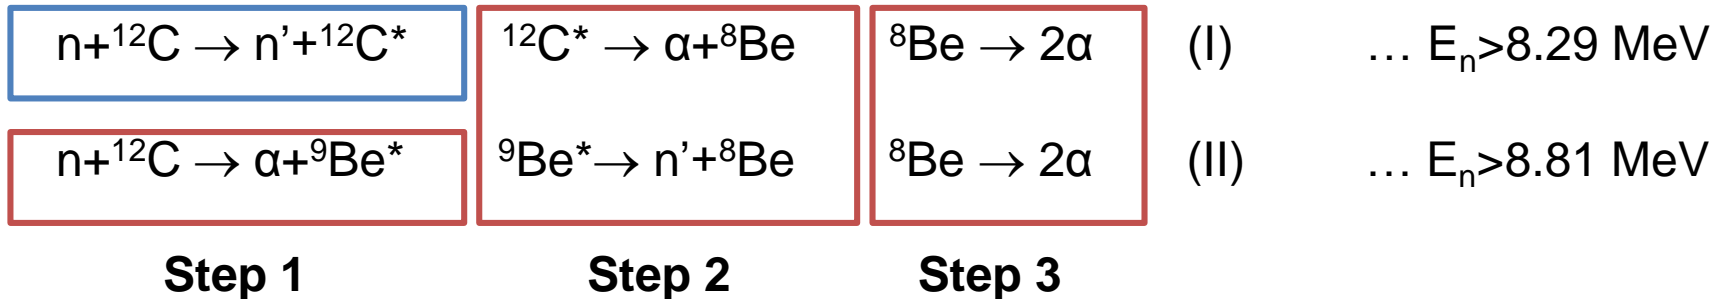 n+¹²C → n’+¹²C* ¹²C* → α+⁸Be ⁸Be → 2α (I) … Eₙ>8.29 MeV
n+¹²C → α+⁹Be* ⁹Be*→ n’+⁸Be ⁸Be → 2α (II) … Eₙ>8.81 MeV
Step 1 Step 2 Step 3